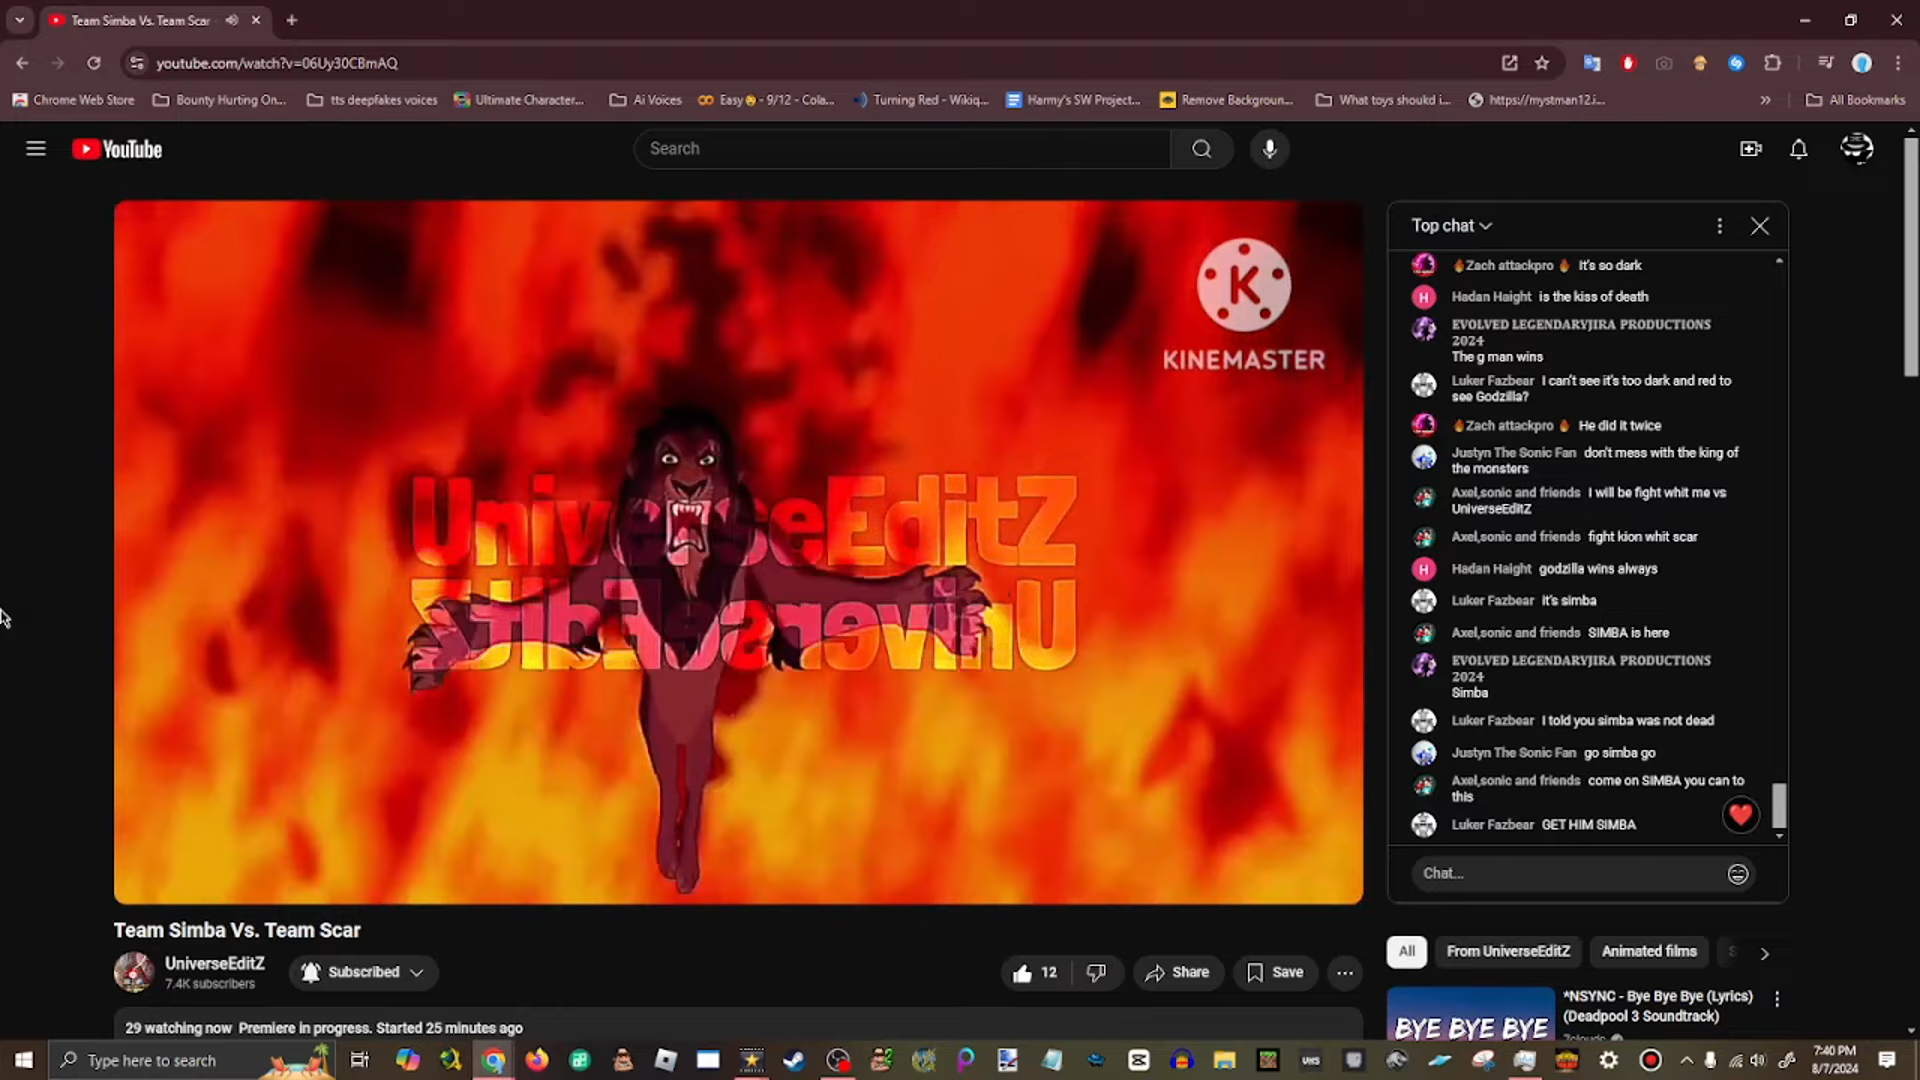 Team Simba Vs. Team Scar
youtube.com/watch?v=06Uy30CBmAQ
Chrome Web Store
Bounty Hurting On...
tts deepfakes voices
Ultimate Character...
Ai Voices
Easy - 9/12 - Cola...
Turning Red - Wikiq...
Harmy's SW Project...
Remove Backgroun...
What toys shoukd i...
https://mystman12.i...
All Bookmarks
YouTube
Search
K
KINEMASTER
UniverseEditZ
UniverseEditZ
Top chat
Zach attackpro It's so dark
H Hadan Haight is the kiss of death
EVOLVED LEGENDARYJIRA PRODUCTIONS
2024
The g man wins
Luker Fazbear I can't see it's too dark and red to
see Godzilla?
Zach attackpro He did it twice
Justyn The Sonic Fan don't mess with the king of
the monsters
Axel,sonic and friends I will be fight whit me vs
UniverseEditZ
Axel,sonic and friends fight kion whit scar
H Hadan Haight godzilla wins always
Luker Fazbear it's simba
Axel,sonic and friends SIMBA is here
EVOLVED LEGENDARYJIRA PRODUCTIONS
2024
Simba
Luker Fazbear I told you simba was not dead
Justyn The Sonic Fan go simba go
Axel,sonic and friends come on SIMBA you can to
this
Luker Fazbear GET HIM SIMBA
Chat...
Team Simba Vs. Team Scar
UniverseEditZ
7.4K subscribers
Subscribed
12
Share
Save
29 watching now Premiere in progress. Started 25 minutes ago
All
From UniverseEditZ
Animated films
BYE BYE BYE
*NSYNC - Bye Bye Bye (Lyrics)
(Deadpool 3 Soundtrack)
7clouds
Type here to search
VHS
7:40 PM
8/7/2024